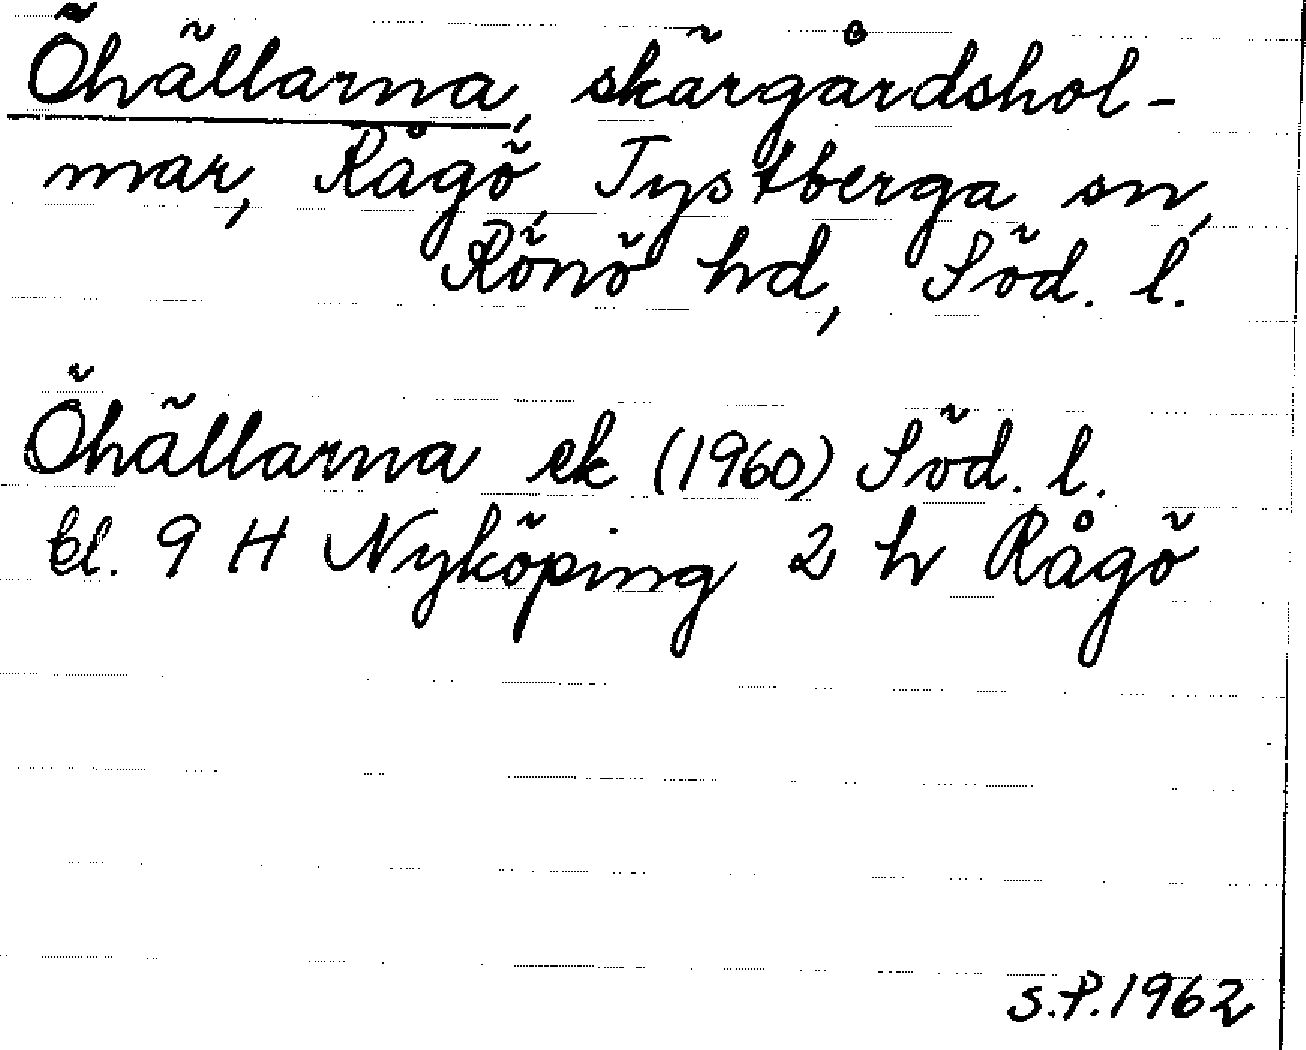 Öhällarna, skärgårdshol-
mar, Rågö, Tystberga sn,
Rönö hd, Söd. l.
Öhällarna ek (1960) Söd. l.
bl. 9 H Nyköping 2 h Rågö
S.P. 1962